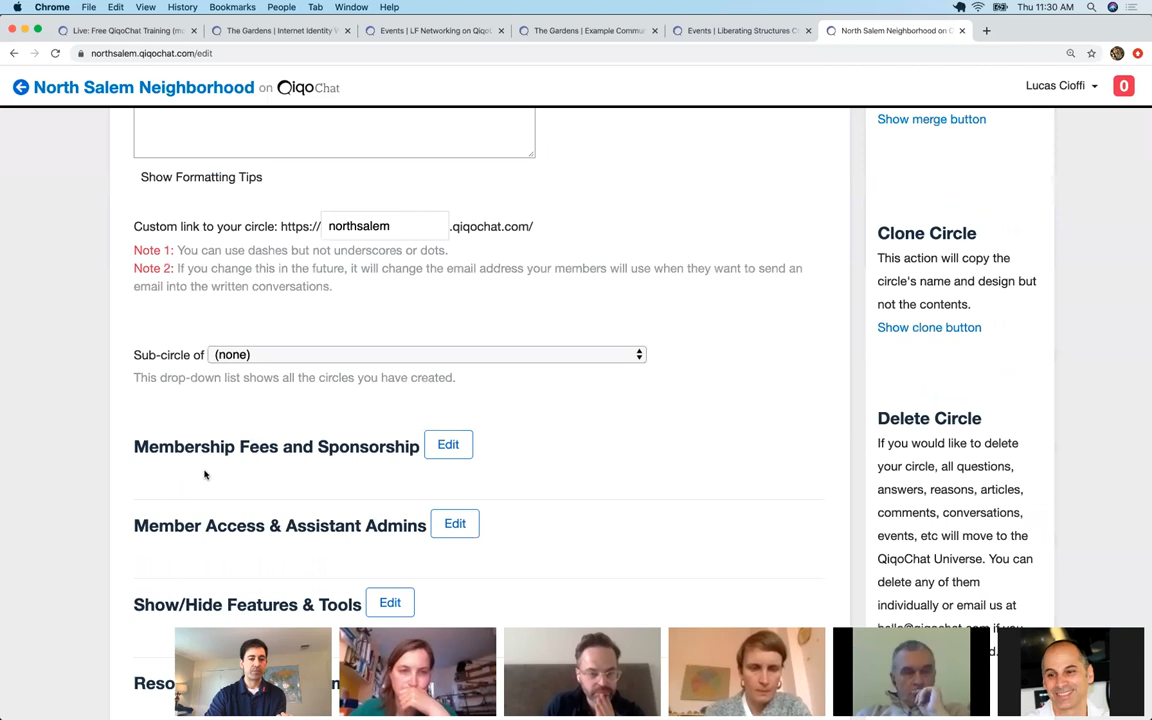 Chrome File Edit View History Bookmarks People Tab Window Help Thu 11:30 AM
Live: Free QiqoChat Training (mo
The Gardens | Internet Identity W
Events | LF Networking on Qiqo
The Gardens | Example Commu
Events | Liberating Structures C
North Salem Neighborhood on
northsalem.qiqochat.com/edit
North Salem Neighborhood on QiqoChat
Lucas Cioffi 0
Show merge button
Show Formatting Tips
Custom link to your circle: https:// northsalem .qiqochat.com/
Note 1: You can use dashes but not underscores or dots.
Note 2: If you change this in the future, it will change the email address your members will use when they want to send an
email into the written conversations.
Sub-circle of (none)
This drop-down list shows all the circles you have created.
Membership Fees and Sponsorship Edit
Member Access & Assistant Admins Edit
Show/Hide Features & Tools Edit
Reso
Clone Circle
This action will copy the
circle's name and design but
not the contents.
Show clone button
Delete Circle
If you would like to delete
your circle, all questions,
answers, reasons, articles,
comments, conversations,
events, etc will move to the
QiqoChat Universe. You can
delete any of them
individually or email us at